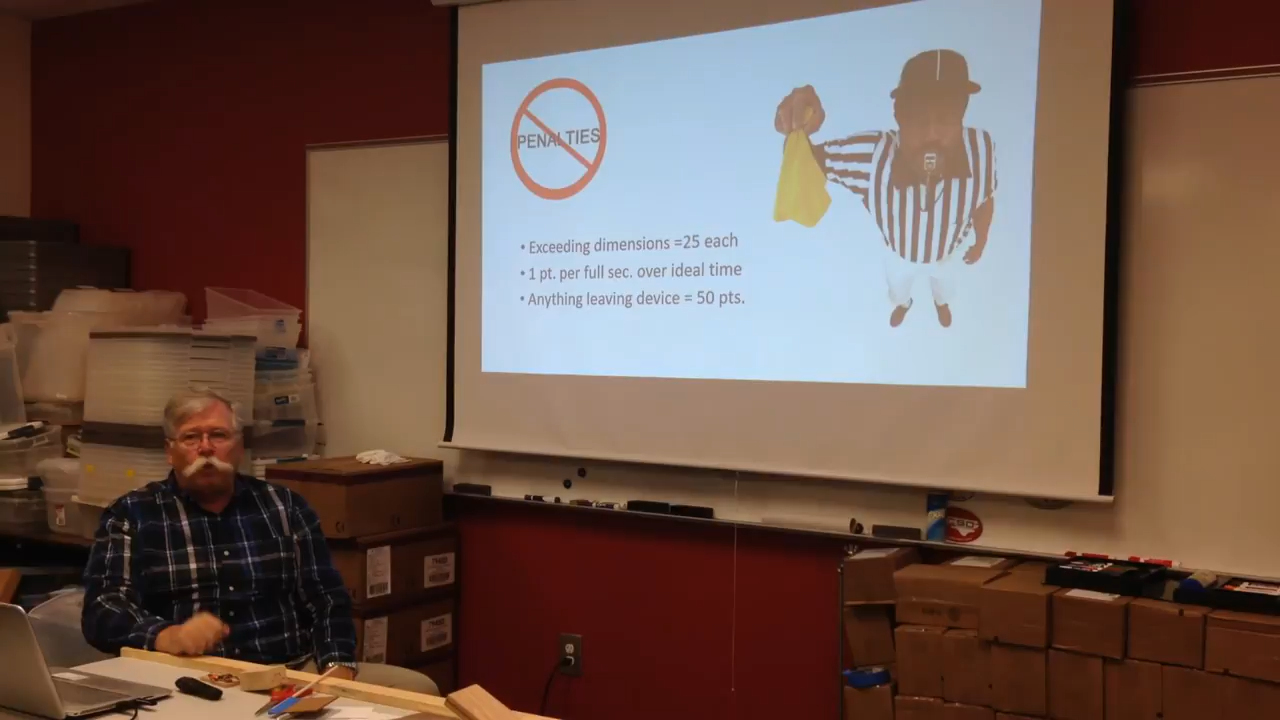 PENALTIES
• Exceeding dimensions =25 each
• 1 pt. per full sec. over ideal time
• Anything leaving device = 50 pts.